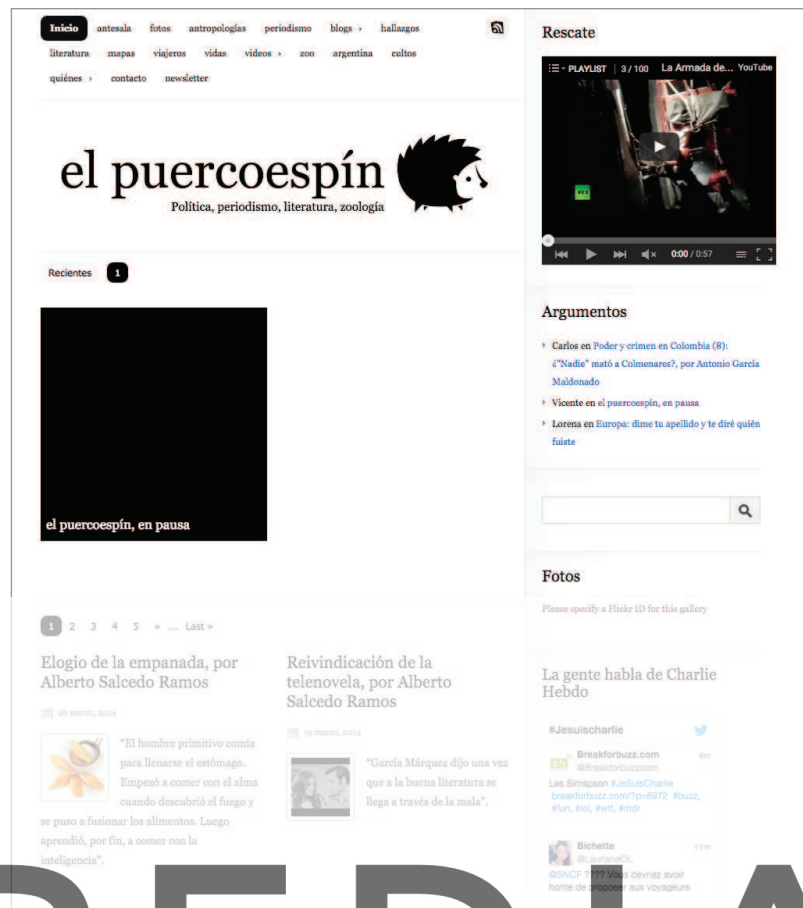 Inicio antesala fotos antropologías periodismo blogs hallazgos
literatura mapas viajeros vidas videos zoo argentina cultos
quiénes contacto newsletter
el puercoespín
Política, periodismo, literatura, zoología
Recientes 1
el puercoespín, en pausa
1 2 3 4 5 » ... Last »
Elogio de la empanada, por
Alberto Salcedo Ramos
26 marzo, 2014
"El hombre primitivo comía
para llenarse el estómago.
Empezó a comer con el alma
cuando descubrió el fuego y
se puso a fusionar los alimentos. Luego
aprendió, por fin, a comer con la
inteligencia".
Reivindicación de la
telenovela, por Alberto
Salcedo Ramos
19 marzo, 2014
"García Márquez dijo una vez
que a la buena literatura se
llega a través de la mala".
Rescate
PLAYLIST | 3 / 100 La Armada de... YouTube
RT
0:00 / 0:57
Argumentos
Carlos en Poder y crimen en Colombia (8):
¿"Nadie" mató a Colmenares?, por Antonio García
Maldonado
Vicente en el puercoespín, en pausa
Lorena en Europa: dime tu apellido y te diré quién
fuiste
Fotos
Please specify a Flickr ID for this gallery
La gente habla de Charlie
Hebdo
#Jesuischarlie
Breakforbuzz.com 4m
@Breakforbuzzcom
Les Simspson #JeSuisCharlie
breakforbuzz.com/?p=8972 #buzz,
#fun, #lol, #wtf, #mdr
Bichette 11m
@LaurianeOL_
@SNCF ???? Vous devriez avoir
honte de proposer aux voyageurs